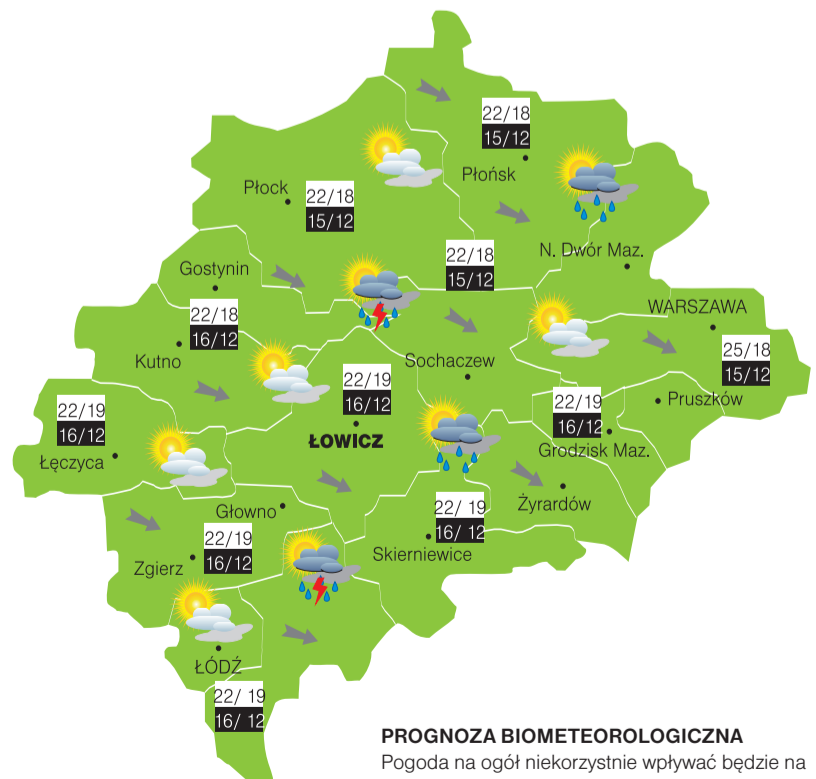 22/18
15/12
Płońsk
Płock
22/18
15/12
N. Dwór Maz.
22/18
15/12
Gostynin
22/18
16/12
Kutno
WARSZAWA
25/18
15/12
Sochaczew
22/19
16/12
ŁOWICZ
22/19
16/12
Łęczyca
22/19
16/12
Grodzisk Maz.
Pruszków
Żyrardów
Głowno
22/ 19
16/ 12
Skierniewice
22/19
16/12
Zgierz
ŁÓDŹ
22/ 19
16/ 12
PROGNOZA BIOMETEOROLOGICZNA
Pogoda na ogół niekorzystnie wpływać będzie na